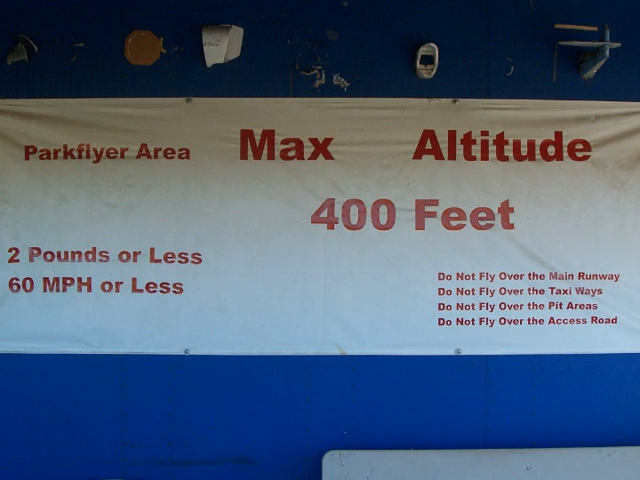 Parkflyer Area
Max Altitude
400 Feet
2 Pounds or Less
60 MPH or Less
Do Not Fly Over the Main Runway
Do Not Fly Over the Taxi Ways
Do Not Fly Over the Pit Areas
Do Not Fly Over the Access Road